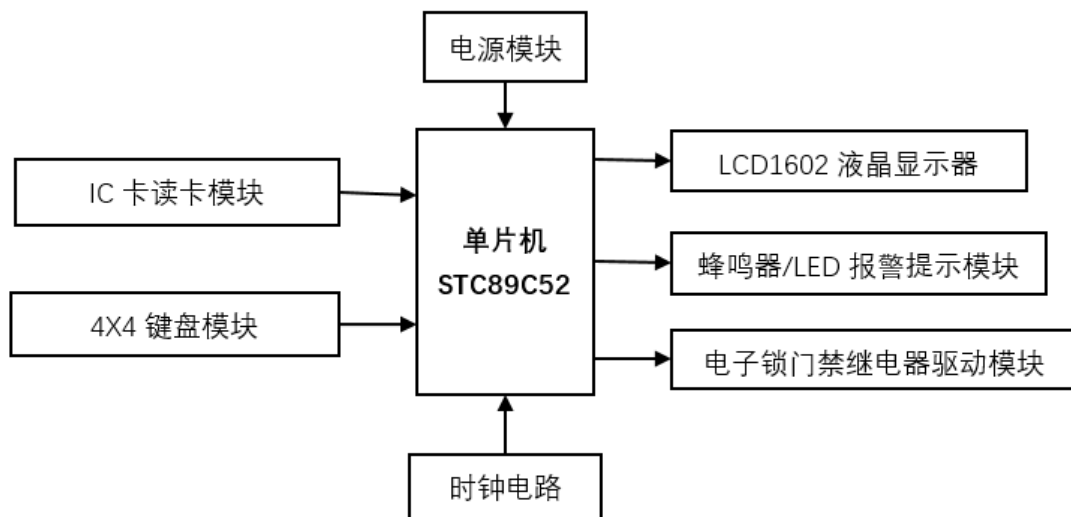 电源模块
IC 卡读卡模块
4X4 键盘模块
单片机
STC89C52
LCD1602 液晶显示器
蜂鸣器/LED 报警提示模块
电子锁门禁继电器驱动模块
时钟电路